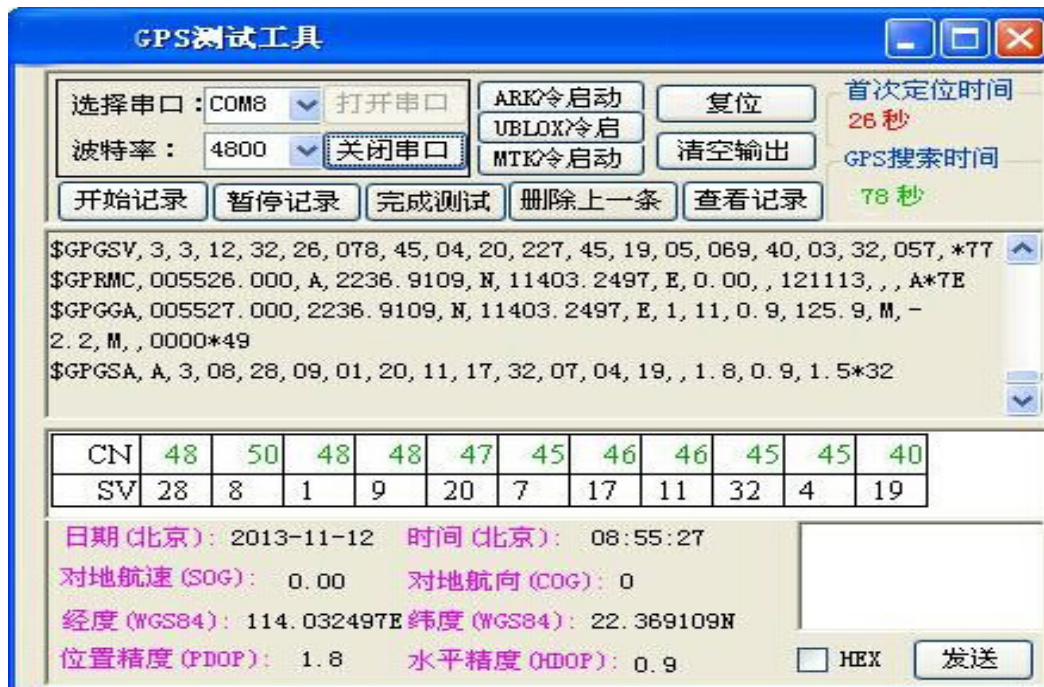 GPS测试工具
选择串口:COM8 打开串口 ARK冷启动 复位 首次定位时间
26 秒
UBLOX冷启
波特率: 4800 关闭串口 MTK冷启动 清空输出 GPS搜索时间
开始记录 暂停记录 完成测试 删除上一条 查看记录 78 秒
$GPGSV,3,3,12,32,26,078,45,04,20,227,45,19,05,069,40,03,32,057,*77
$GPRMC,005526.000,A,2236.9109,N,11403.2497,E,0.00,,121113,,,A*7E
$GPGGA,005527.000,2236.9109,N,11403.2497,E,1,11,0.9,125.9,M,-
2.2,M,,0000*49
$GPGSA,A,3,08,28,09,01,20,11,17,32,07,04,19,,1.8,0.9,1.5*32
CN 48 50 48 48 47 45 46 46 45 45 40
SV 28 8 1 9 20 7 17 11 32 4 19
日期(北京): 2013-11-12 时间(北京): 08:55:27
对地航速(SOG): 0.00 对地航向(COG): 0
经度(WGS84): 114.032497E 纬度(WGS84): 22.369109N
位置精度(PDOP): 1.8 水平精度(HDOP): 0.9 HEX 发送